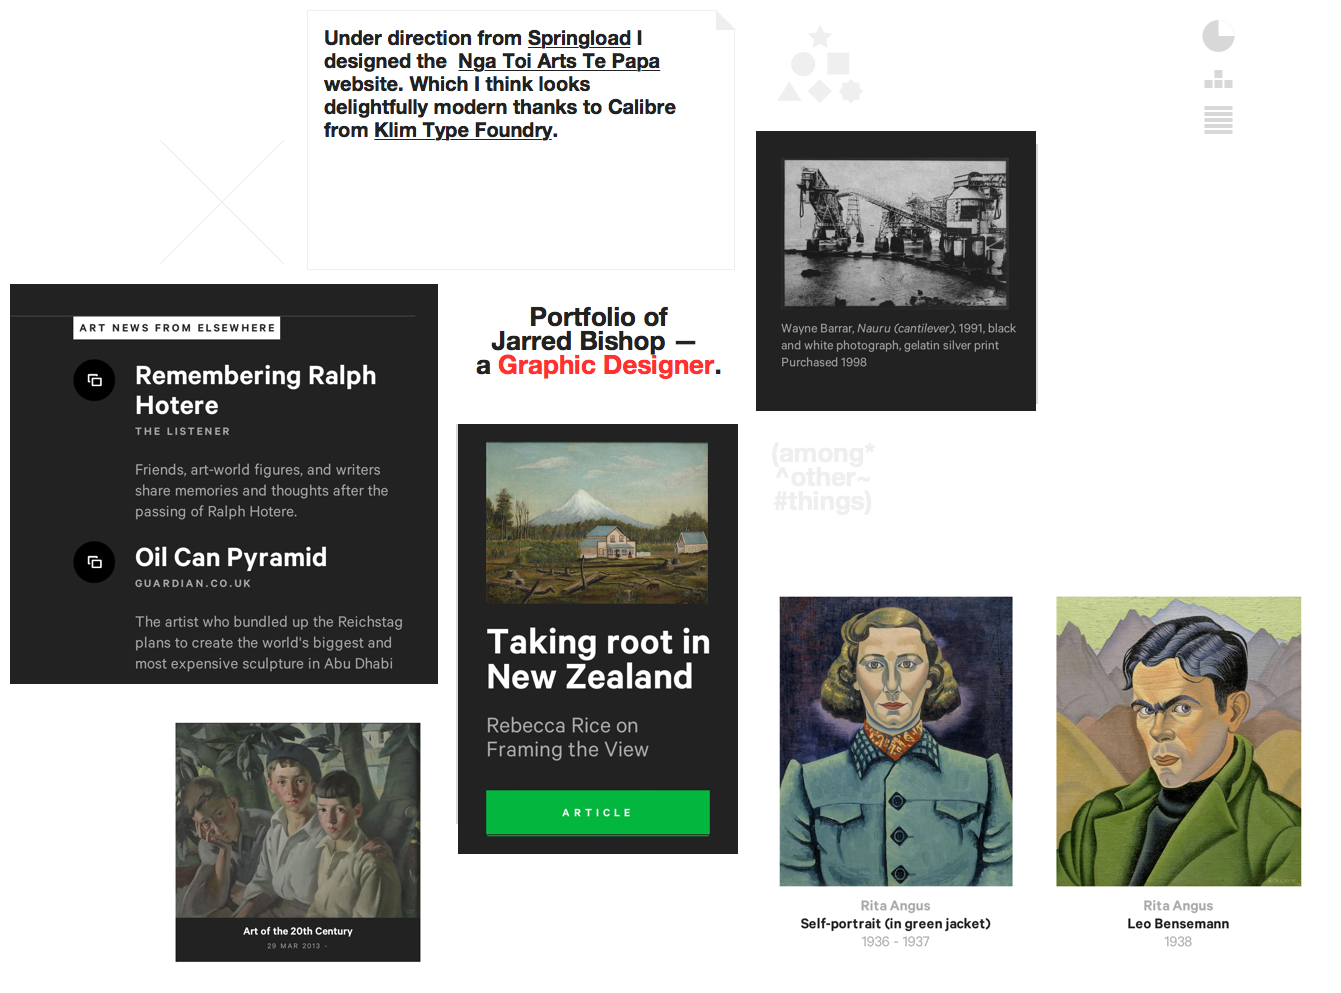 Under direction from Springload I
designed the Nga Toi Arts Te Papa
website. Which I think looks
delightfully modern thanks to Calibre
from Klim Type Foundry.
Wayne Barrar, Nauru (cantilever), 1991, black
and white photograph, gelatin silver print
Purchased 1998
ART NEWS FROM ELSEWHERE
Remembering Ralph
Hotere
THE LISTENER
Friends, art-world figures, and writers
share memories and thoughts after the
passing of Ralph Hotere.
Oil Can Pyramid
GUARDIAN.CO.UK
The artist who bundled up the Reichstag
plans to create the world's biggest and
most expensive sculpture in Abu Dhabi
Portfolio of
Jarred Bishop —
a Graphic Designer.
(among*
^other~
#things)
Taking root in
New Zealand
Rebecca Rice on
Framing the View
ARTICLE
Art of the 20th Century
29 MAR 2013 -
Rita Angus
Self-portrait (in green jacket)
1936 - 1937
Rita Angus
Leo Bensemann
1938